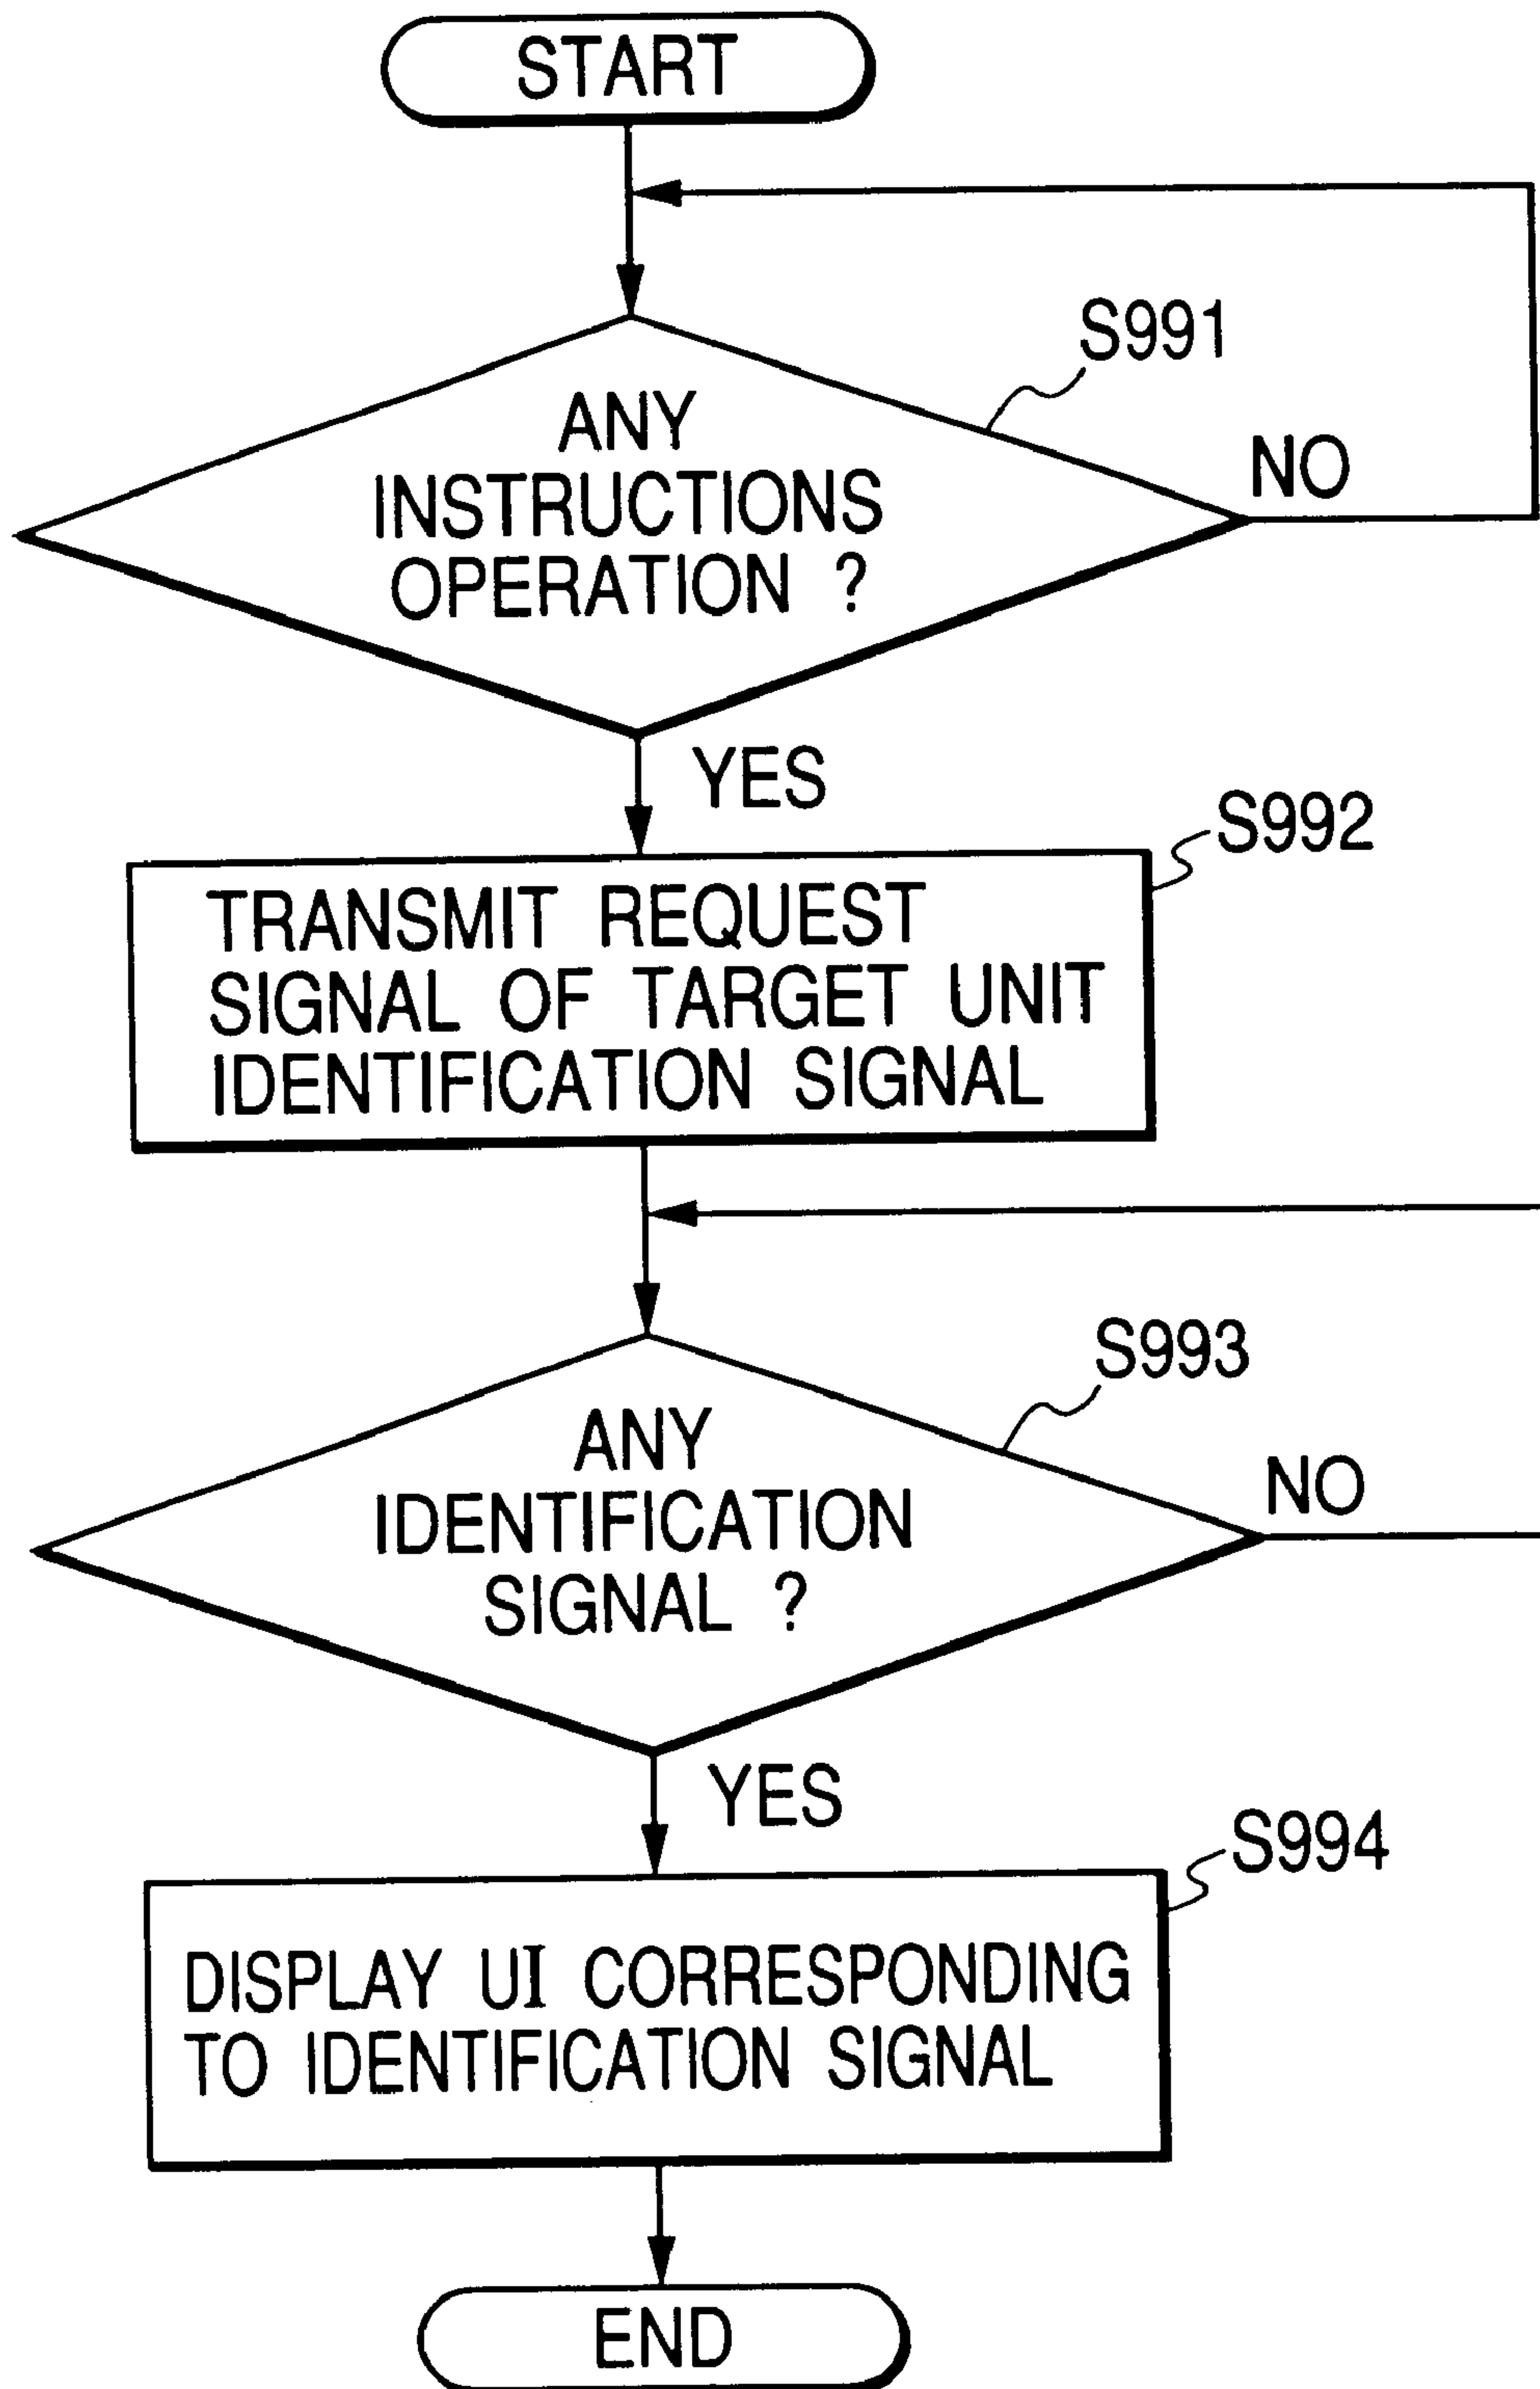 START
S991
ANY
INSTRUCTIONS
OPERATION ?
NO
YES
S992
TRANSMIT REQUEST
SIGNAL OF TARGET UNIT
IDENTIFICATION SIGNAL
S993
ANY
IDENTIFICATION
SIGNAL ?
NO
YES
S994
DISPLAY UI CORRESPONDING
TO IDENTIFICATION SIGNAL
END